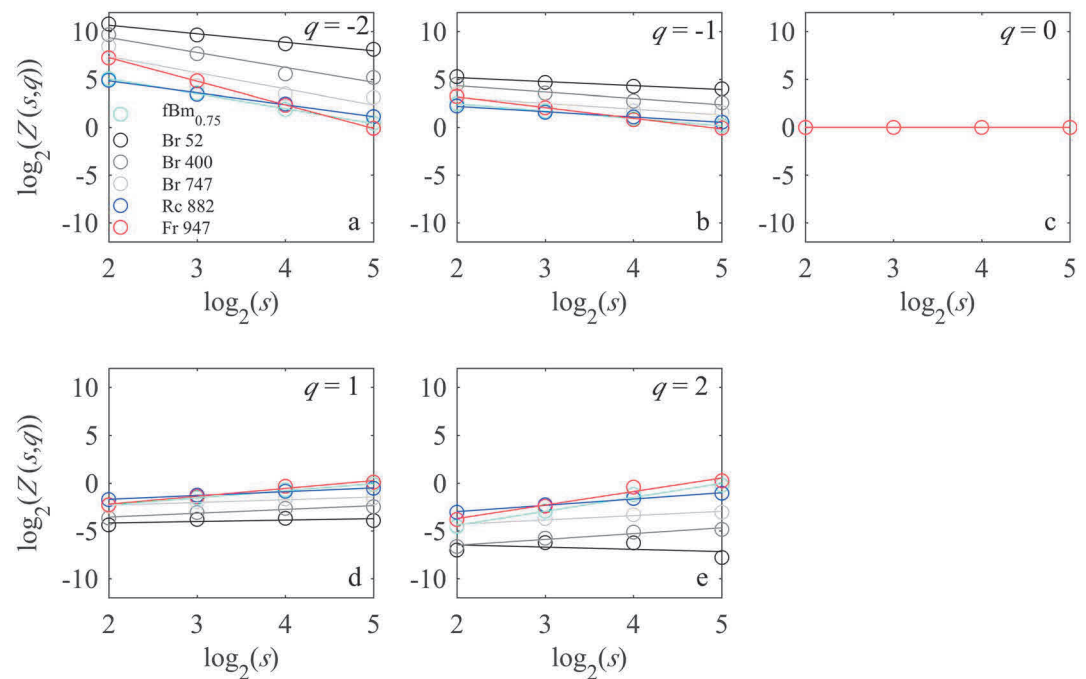 q = -2
10
5
0
-5
-10
log2(Z(s,q))
fBm0.75
Br 52
Br 400
Br 747
Rc 882
Fr 947
a
2 3 4 5
log2(s)
q = -1
10
5
0
-5
-10
b
2 3 4 5
log2(s)
q = 0
10
5
0
-5
-10
c
2 3 4 5
log2(s)
q = 1
10
5
0
-5
-10
log2(Z(s,q))
d
2 3 4 5
log2(s)
q = 2
10
5
0
-5
-10
e
2 3 4 5
log2(s)